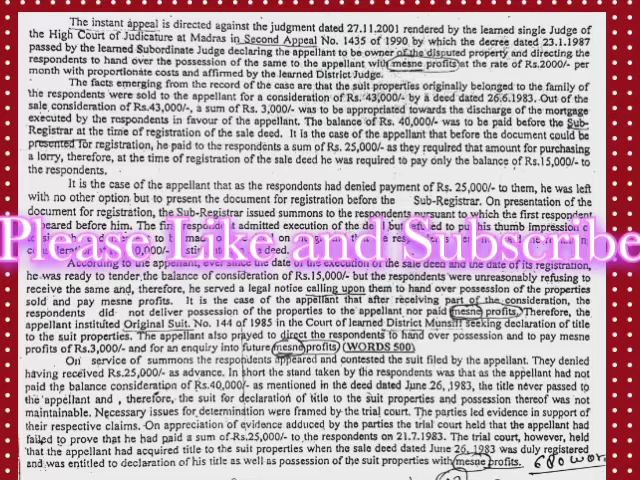 The instant appeal is directed against the judgment dated 27.11.2001 rendered by the learned single Judge of
the High Court of Judicature at Madras in Second Appeal No. 1435 of 1990 by which the decree dated 23.1.1987
passed by the learned Subordinate Judge declaring the appellant to be owner of the disputed property and directing the
respondents to hand over the possession of the same to the appellant with mesne profits at the rate of Rs.2000/- per
month with proportionate costs and affirmed by the learned District Judge.
The facts emerging from the record of the case are that the suit properties originally belonged to the family of
the respondents were sold to the appellant for a consideration of Rs. 43,000/- by a deed dated 26.6.1983. Out of the
sale consideration of Rs.43,000/-, a sum of Rs. 3,000/- was to be appropriated towards the discharge of the mortgage
executed by the respondents in favour of the appellant. The balance of Rs. 40,000/- was to be paid before the Sub-
Registrar at time of registration of the sale deed. It is the case of the appellant that before the document could be
presented for registration, he paid to the respondents a sum of Rs. 25,000/- as they required that amount for purchasing
a lorry, therefore, at the time of registration of the sale deed he was required to pay only the balance of Rs.15,000/- to
the respondents.
It is the case of the appellant that as the respondents had denied payment of Rs. 25,000/- to them, he was left
with no other option but to present the document for registration before the Sub-Registrar. On presentation of the
document for registration, the Sub-Registrar issued summons to the respondents pursuant to which the first respondent
appeared before him. The first respondent admitted execution of the deed but to put his thumb impression
Please Like and Subscribe
According to the appellant, ever since the date of execution of the sale deed and the date of its registration,
he was ready to tender the balance of consideration of Rs.15,000/- but the respondents were unreasonably refusing to
receive the same and, therefore, he served a legal notice calling upon them to hand over possession of the properties
sold and pay mesne profits. It is the case of the appellant that after receiving part of the consideration, the
respondents did not deliver possession of the property to the appellant nor paid mesne profits. Therefore, the
appellant instituted Original Suit. No. 144 of 1985 in the Court of learned District Munsiff seeking declaration of title
to the suit properties. The appellant also prayed to direct the respondents to hand over possession and to pay mesne
profits of Rs.3,000/- and for an enquiry into future mesne profits) (WORDS 500)
On service of summons the respondents appeared and contested the suit filed by the appellant. They denied
having received Rs.25,000/- as advance. In short the stand taken by the respondents was that as the appellant had not
paid the balance consideration of Rs.40,000/- as mentioned in the deed dated June 26, 1983, the title never passed to
the appellant and , therefore, the suit for declaration of title to the suit properties and possession thereof was not
maintainable. Necessary issues for determination were framed by the trial court. The parties led evidence in support of
their respective claims. On appreciation of evidence adduced by the parties the trial court held that the appellant had
failed to prove that he had paid a sum of Rs.25,000/- to the respondents on 21.7.1983. The trial court, however, held
that the appellant had acquired title to the suit properties when the sale deed dated June 26, 1983 was duly registered
and was entitled to declaration of his title as well as possession of the suit properties with mesne profits. 680 wor